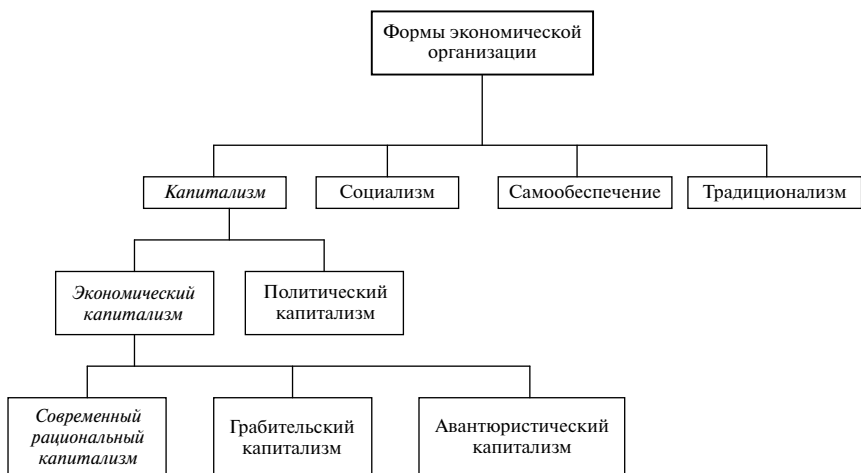 Формы экономической
организации
Капитализм
Социализм
Самообеспечение
Традиционализм
Экономический
капитализм
Политический
капитализм
Современный
рациональный
капитализм
Грабительский
капитализм
Авантюристический
капитализм